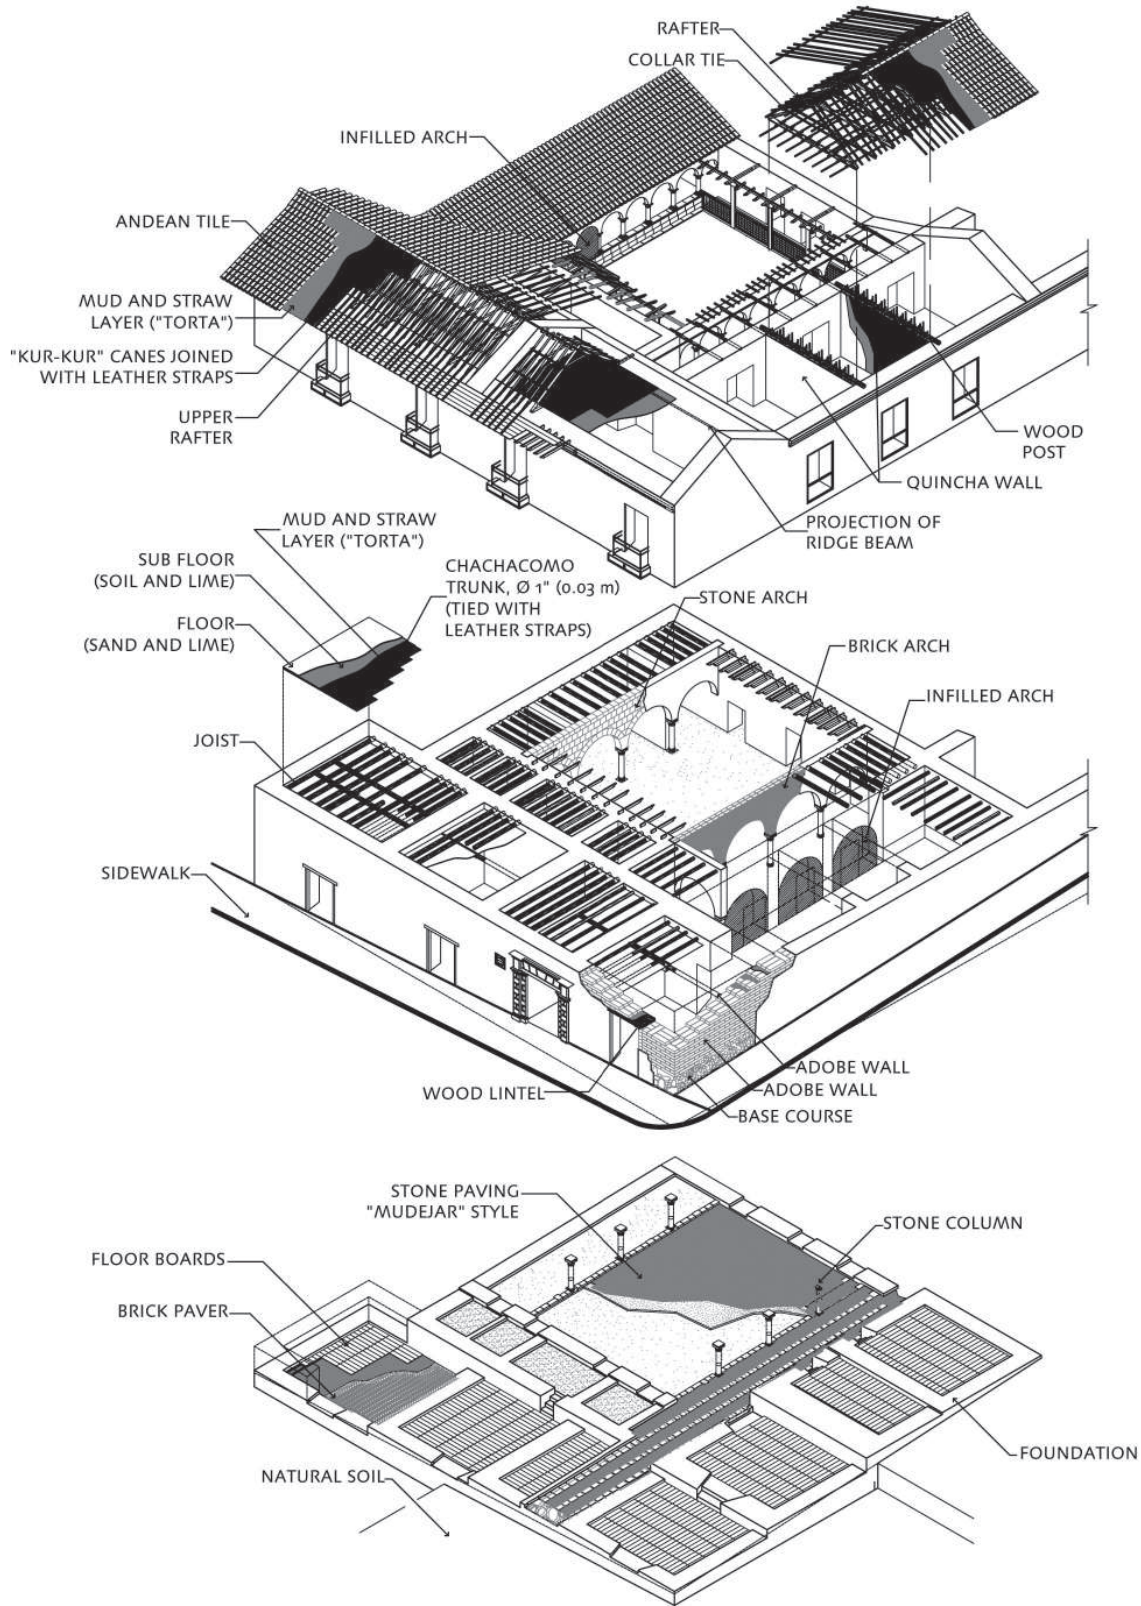 RAFTER
COLLAR TIE
INFILLED ARCH
ANDEAN TILE
MUD AND STRAW
LAYER ("TORTA")
"KUR-KUR" CANES JOINED
WITH LEATHER STRAPS
UPPER
RAFTER
WOOD
POST
QUINCHA WALL
PROJECTION OF
RIDGE BEAM
MUD AND STRAW
LAYER ("TORTA")
SUB FLOOR
(SOIL AND LIME)
CHACHACOMO
TRUNK, Ø 1" (0.03 m)
(TIED WITH
LEATHER STRAPS)
FLOOR
(SAND AND LIME)
STONE ARCH
BRICK ARCH
INFILLED ARCH
JOIST
SIDEWALK
WOOD LINTEL
ADOBE WALL
ADOBE WALL
BASE COURSE
STONE PAVING
"MUDEJAR" STYLE
STONE COLUMN
FLOOR BOARDS
BRICK PAVER
FOUNDATION
NATURAL SOIL